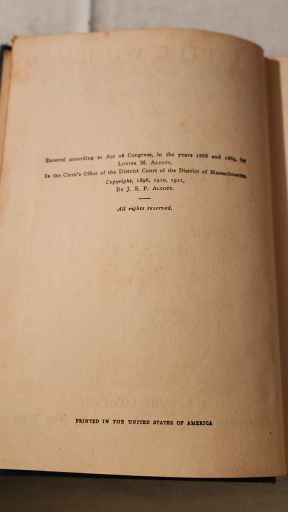 Entered according to Act of Congress, in the years 1868 and 1869, by
Louisa M. Alcott,
In the Clerk's Office of the District Court of the District of Massachusetts.
Copyright, 1896, 1910, 1911,
By J. S. P. Alcott.
All rights reserved.
PRINTED IN THE UNITED STATES OF AMERICA